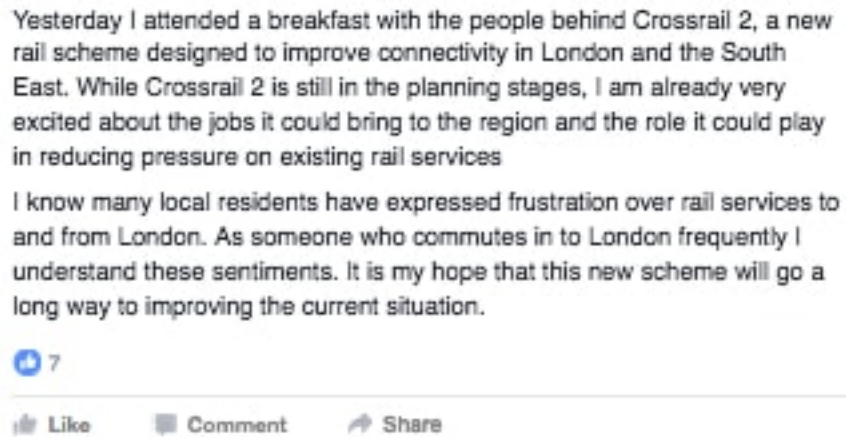 Yesterday I attended a breakfast with the people behind Crossrail 2, a new
rail scheme designed to improve connectivity in London and the South
East. While Crossrail 2 is still in the planning stages, I am already very
excited about the jobs it could bring to the region and the role it could play
in reducing pressure on existing rail services
I know many local residents have expressed frustration over rail services to
and from London. As someone who commutes in to London frequently I
understand these sentiments. It is my hope that this new scheme will go a
long way to improving the current situation.
7
Like Comment Share